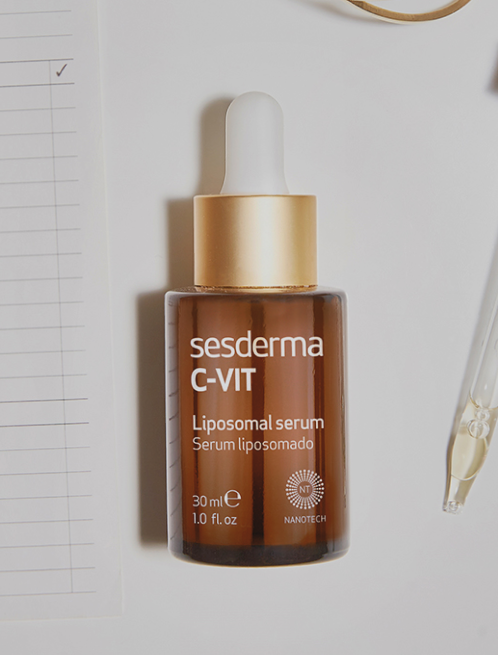 ✓
sesderma
C-VIT
Liposomal serum
Serum liposomado
30 ml e
1.0 fl. oz
NT
NANOTECH